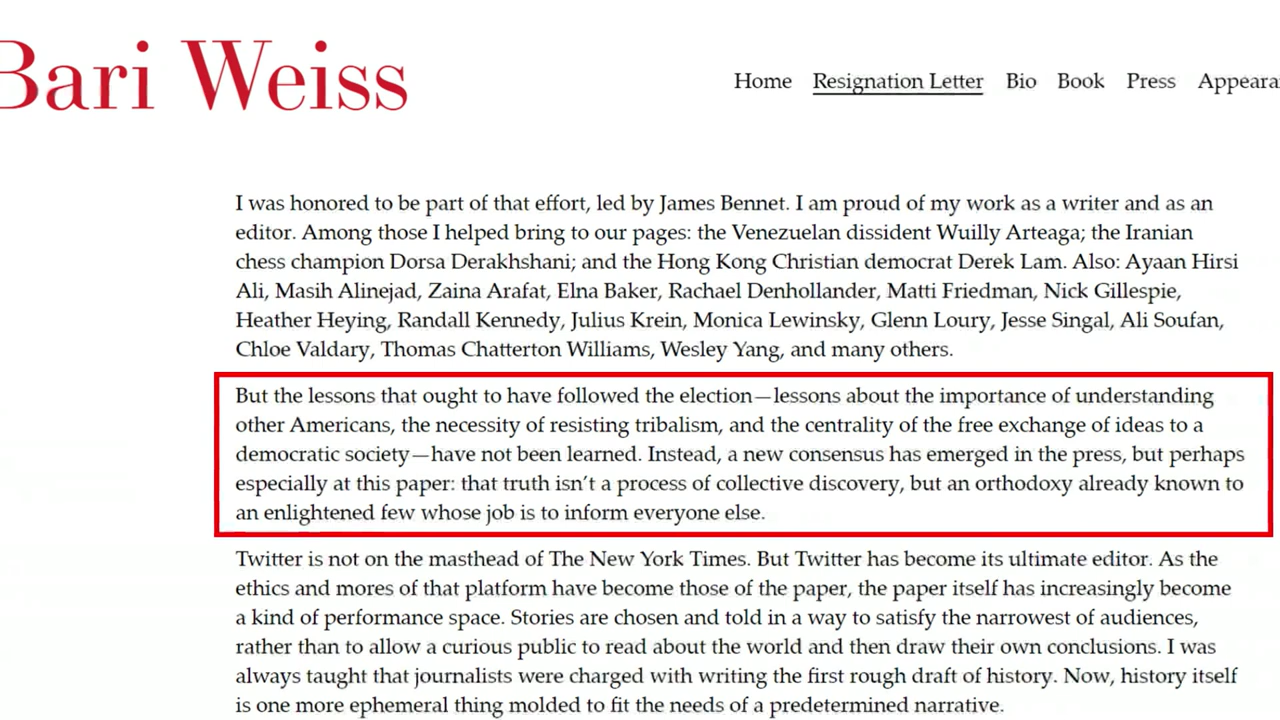 Bari Weiss
Home Resignation Letter Bio Book Press Appeara
I was honored to be part of that effort, led by James Bennet. I am proud of my work as a writer and as an
editor. Among those I helped bring to our pages: the Venezuelan dissident Wuilly Arteaga; the Iranian
chess champion Dorsa Derakhshani; and the Hong Kong Christian democrat Derek Lam. Also: Ayaan Hirsi
Ali, Masih Alinejad, Zaina Arafat, Elna Baker, Rachael Denhollander, Matti Friedman, Nick Gillespie,
Heather Heying, Randall Kennedy, Julius Krein, Monica Lewinsky, Glenn Loury, Jesse Singal, Ali Soufan,
Chloe Valdary, Thomas Chatterton Williams, Wesley Yang, and many others.
But the lessons that ought to have followed the election—lessons about the importance of understanding
other Americans, the necessity of resisting tribalism, and the centrality of the free exchange of ideas to a
democratic society—have not been learned. Instead, a new consensus has emerged in the press, but perhaps
especially at this paper: that truth isn’t a process of collective discovery, but an orthodoxy already known to
an enlightened few whose job is to inform everyone else.
Twitter is not on the masthead of The New York Times. But Twitter has become its ultimate editor. As the
ethics and mores of that platform have become those of the paper, the paper itself has increasingly become
a kind of performance space. Stories are chosen and told in a way to satisfy the narrowest of audiences,
rather than to allow a curious public to read about the world and then draw their own conclusions. I was
always taught that journalists were charged with writing the first rough draft of history. Now, history itself
is one more ephemeral thing molded to fit the needs of a predetermined narrative.